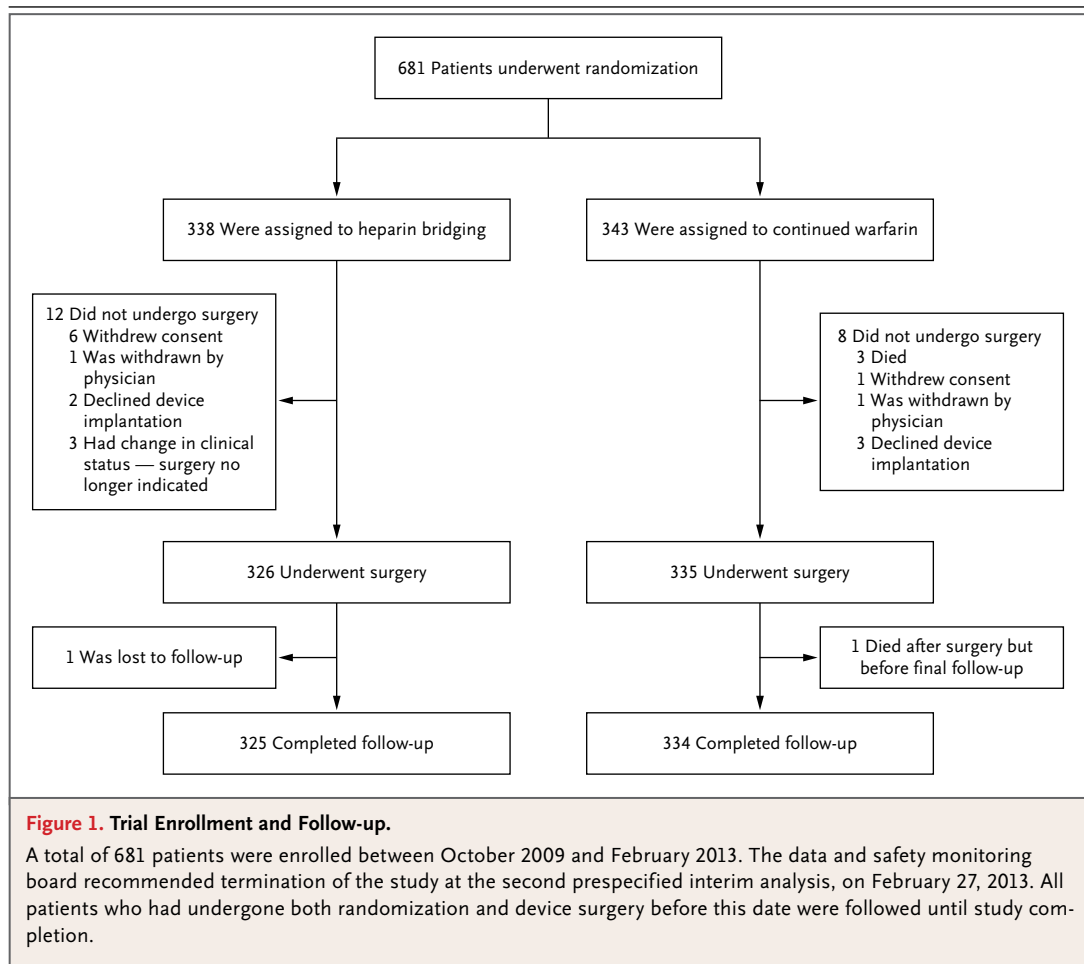 681 Patients underwent randomization
338 Were assigned to heparin bridging
343 Were assigned to continued warfarin
12 Did not undergo surgery
6 Withdrew consent
1 Was withdrawn by
physician
2 Declined device
implantation
3 Had change in clinical
status — surgery no
longer indicated
8 Did not undergo surgery
3 Died
1 Withdrew consent
1 Was withdrawn by
physician
3 Declined device
implantation
326 Underwent surgery
335 Underwent surgery
1 Was lost to follow-up
1 Died after surgery but
before final follow-up
325 Completed follow-up
334 Completed follow-up
Figure 1. Trial Enrollment and Follow-up.
A total of 681 patients were enrolled between October 2009 and February 2013. The data and safety monitoring
board recommended termination of the study at the second prespecified interim analysis, on February 27, 2013. All
patients who had undergone both randomization and device surgery before this date were followed until study com-
pletion.